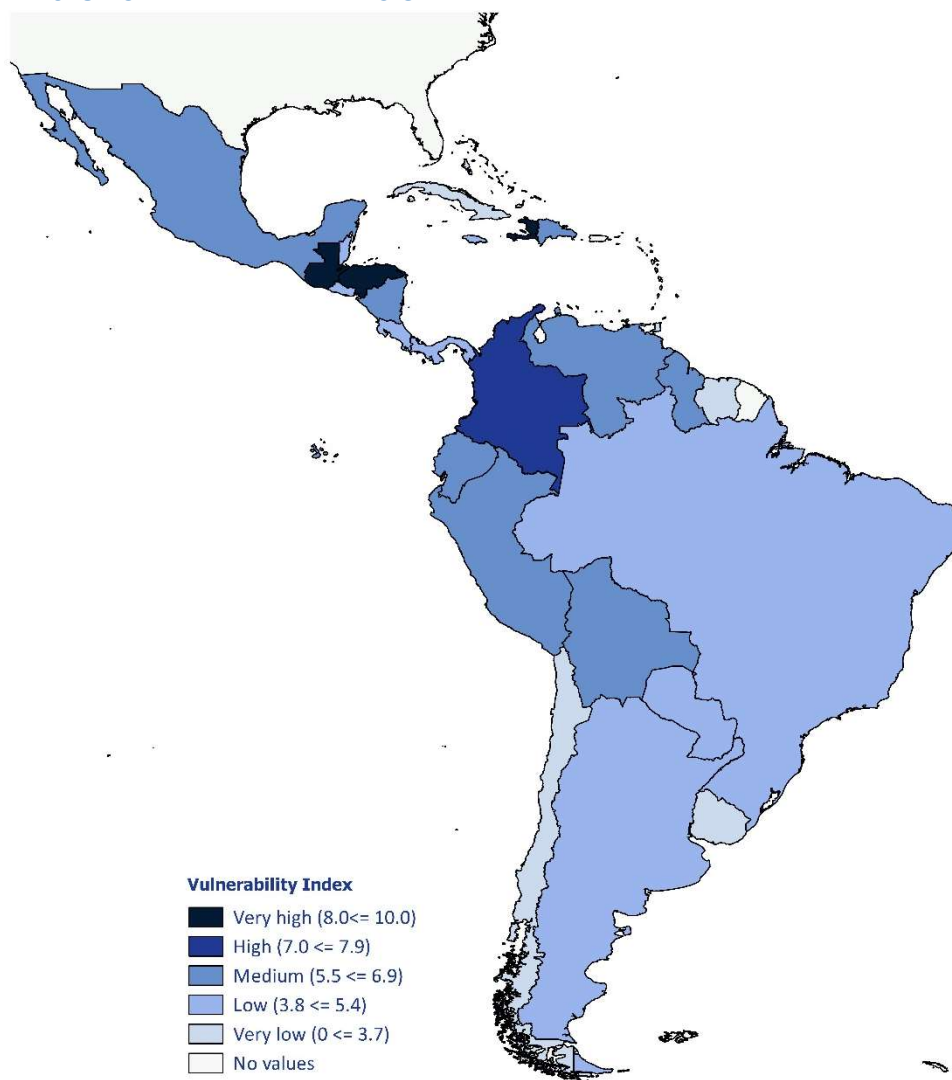 Vulnerability Index
Very high (8.0<= 10.0)
High (7.0 <= 7.9)
Medium (5.5 <= 6.9)
Low (3.8 <= 5.4)
Very low (0 <= 3.7)
No values